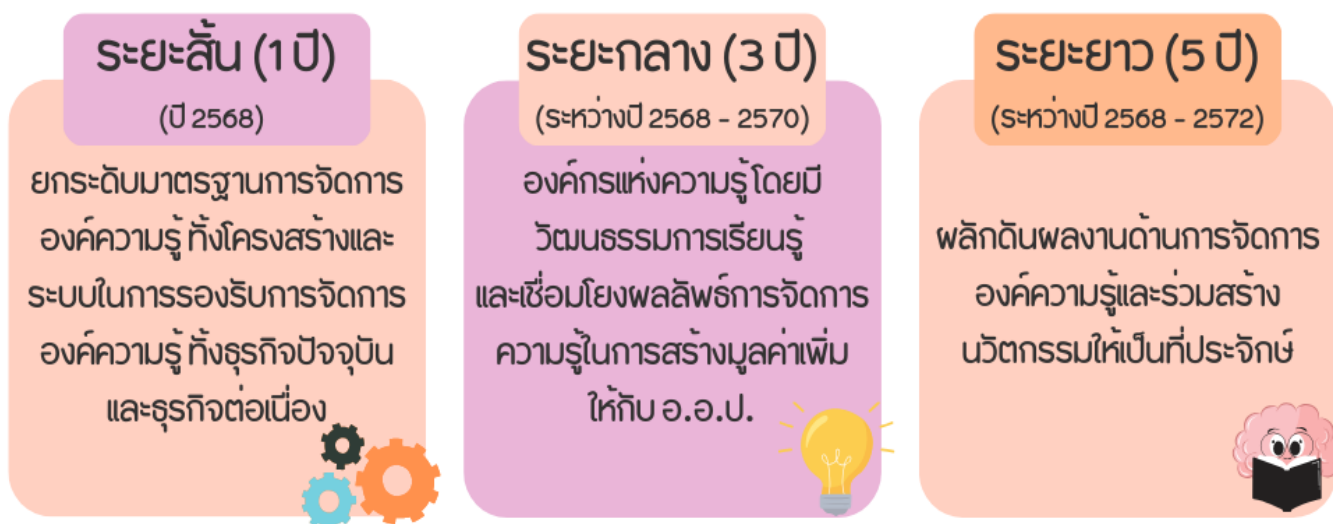 ระยะสั้น (1 ปี)
(ปี 2568)
ยกระดับมาตรฐานการจัดการ
องค์ความรู้ ทั้งโครงสร้างและ
ระบบในการรองรับการจัดการ
องค์ความรู้ ทั้งธุรกิจปัจจุบัน
และธุรกิจต่อเนื่อง
ระยะกลาง (3 ปี)
(ระหว่างปี 2568 - 2570)
องค์กรแห่งความรู้ โดยมี
วัฒนธรรมการเรียนรู้
และเชื่อมโยงผลลัพธ์การจัดการ
ความรู้ในการสร้างมูลค่าเพิ่ม
ให้กับ อ.อ.ป.
ระยะยาว (5 ปี)
(ระหว่างปี 2568 - 2572)
ผลักดันผลงานด้านการจัดการ
องค์ความรู้และร่วมสร้าง
นวัตกรรมให้เป็นที่ประจักษ์